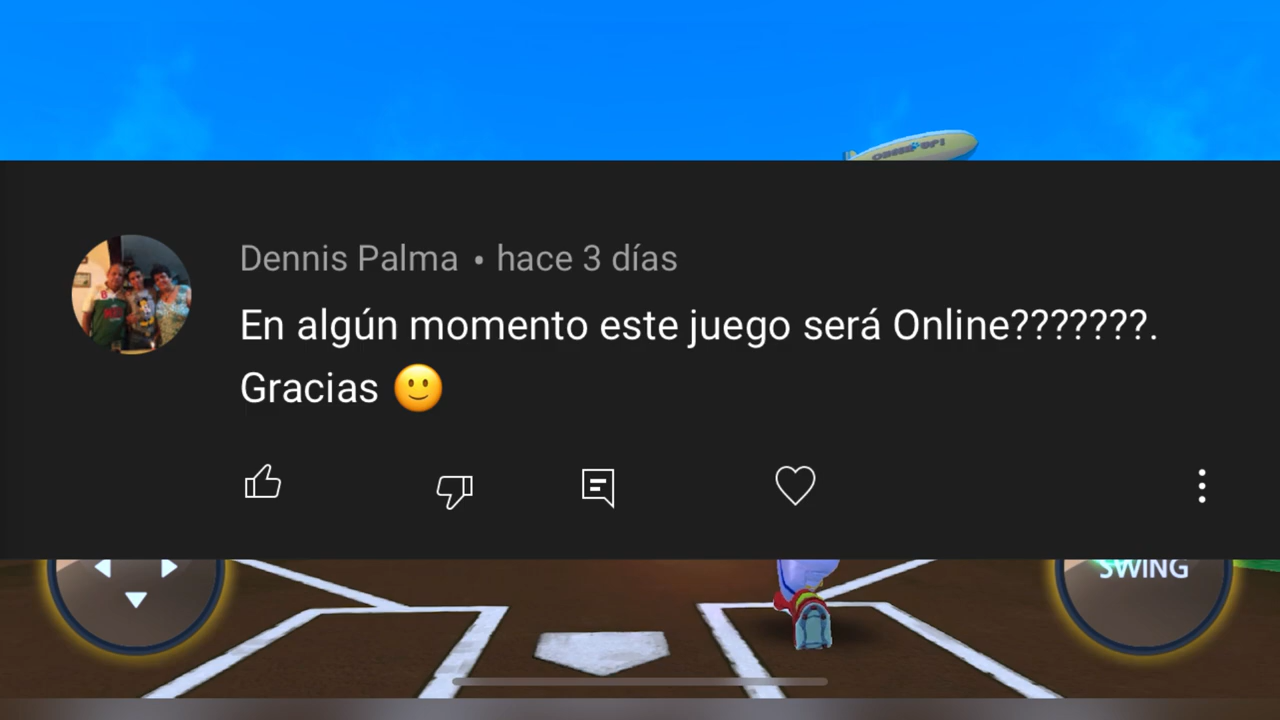 Dennis Palma • hace 3 días
En algún momento este juego será Online???????.
Gracias 🙂
SWING